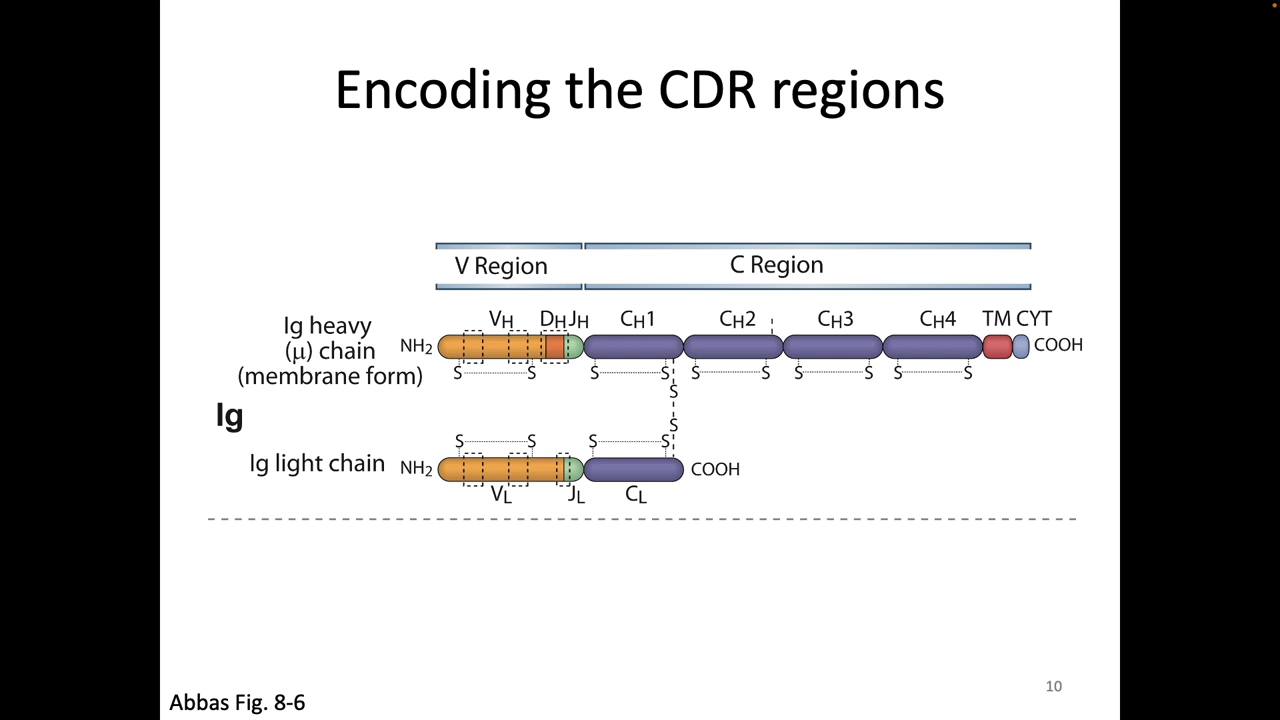 Encoding the CDR regions
V Region
C Region
Ig heavy
(μ) chain
(membrane form)
NH2
VH
DH
JH
CH1
CH2
CH3
CH4
TM
CYT
COOH
S
S
S
S
S
S
S
S
S
S
S
Ig
S
S
S
S
S
Ig light chain
NH2
VL
JL
CL
COOH
10
Abbas Fig. 8-6